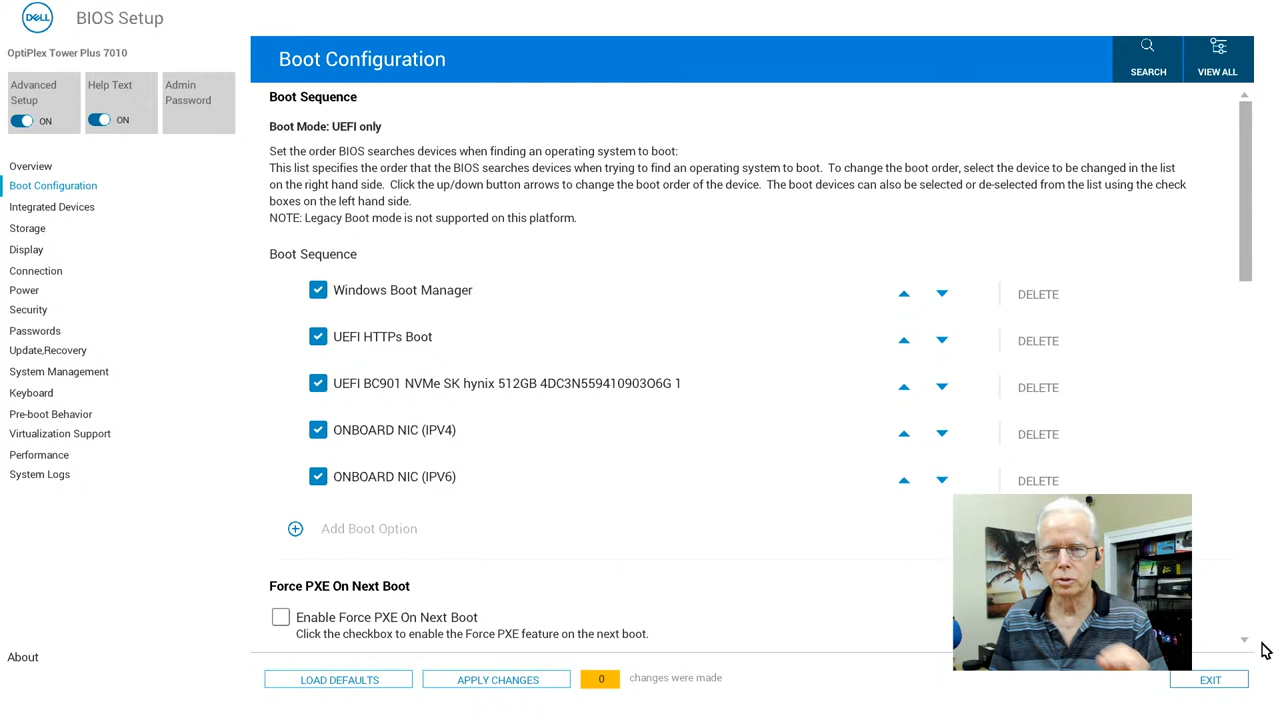 DELL
BIOS Setup
OptiPlex Tower Plus 7010
Advanced Setup
ON
Help Text
ON
Admin Password
Overview
Boot Configuration
Integrated Devices
Storage
Display
Connection
Power
Security
Passwords
Update,Recovery
System Management
Keyboard
Pre-boot Behavior
Virtualization Support
Performance
System Logs
About
Boot Configuration
SEARCH
VIEW ALL
Boot Sequence
Boot Mode: UEFI only
Set the order BIOS searches devices when finding an operating system to boot:
This list specifies the order that the BIOS searches devices when trying to find an operating system to boot. To change the boot order, select the device to be changed in the list
on the right hand side. Click the up/down button arrows to change the boot order of the device. The boot devices can also be selected or de-selected from the list using the check
boxes on the left hand side.
NOTE: Legacy Boot mode is not supported on this platform.
Boot Sequence
Windows Boot Manager DELETE
UEFI HTTPs Boot DELETE
UEFI BC901 NVMe SK hynix 512GB 4DC3N559410903O6G 1 DELETE
ONBOARD NIC (IPV4) DELETE
ONBOARD NIC (IPV6) DELETE
Add Boot Option
Force PXE On Next Boot
Enable Force PXE On Next Boot
Click the checkbox to enable the Force PXE feature on the next boot.
LOAD DEFAULTS
APPLY CHANGES
0 changes were made
EXIT